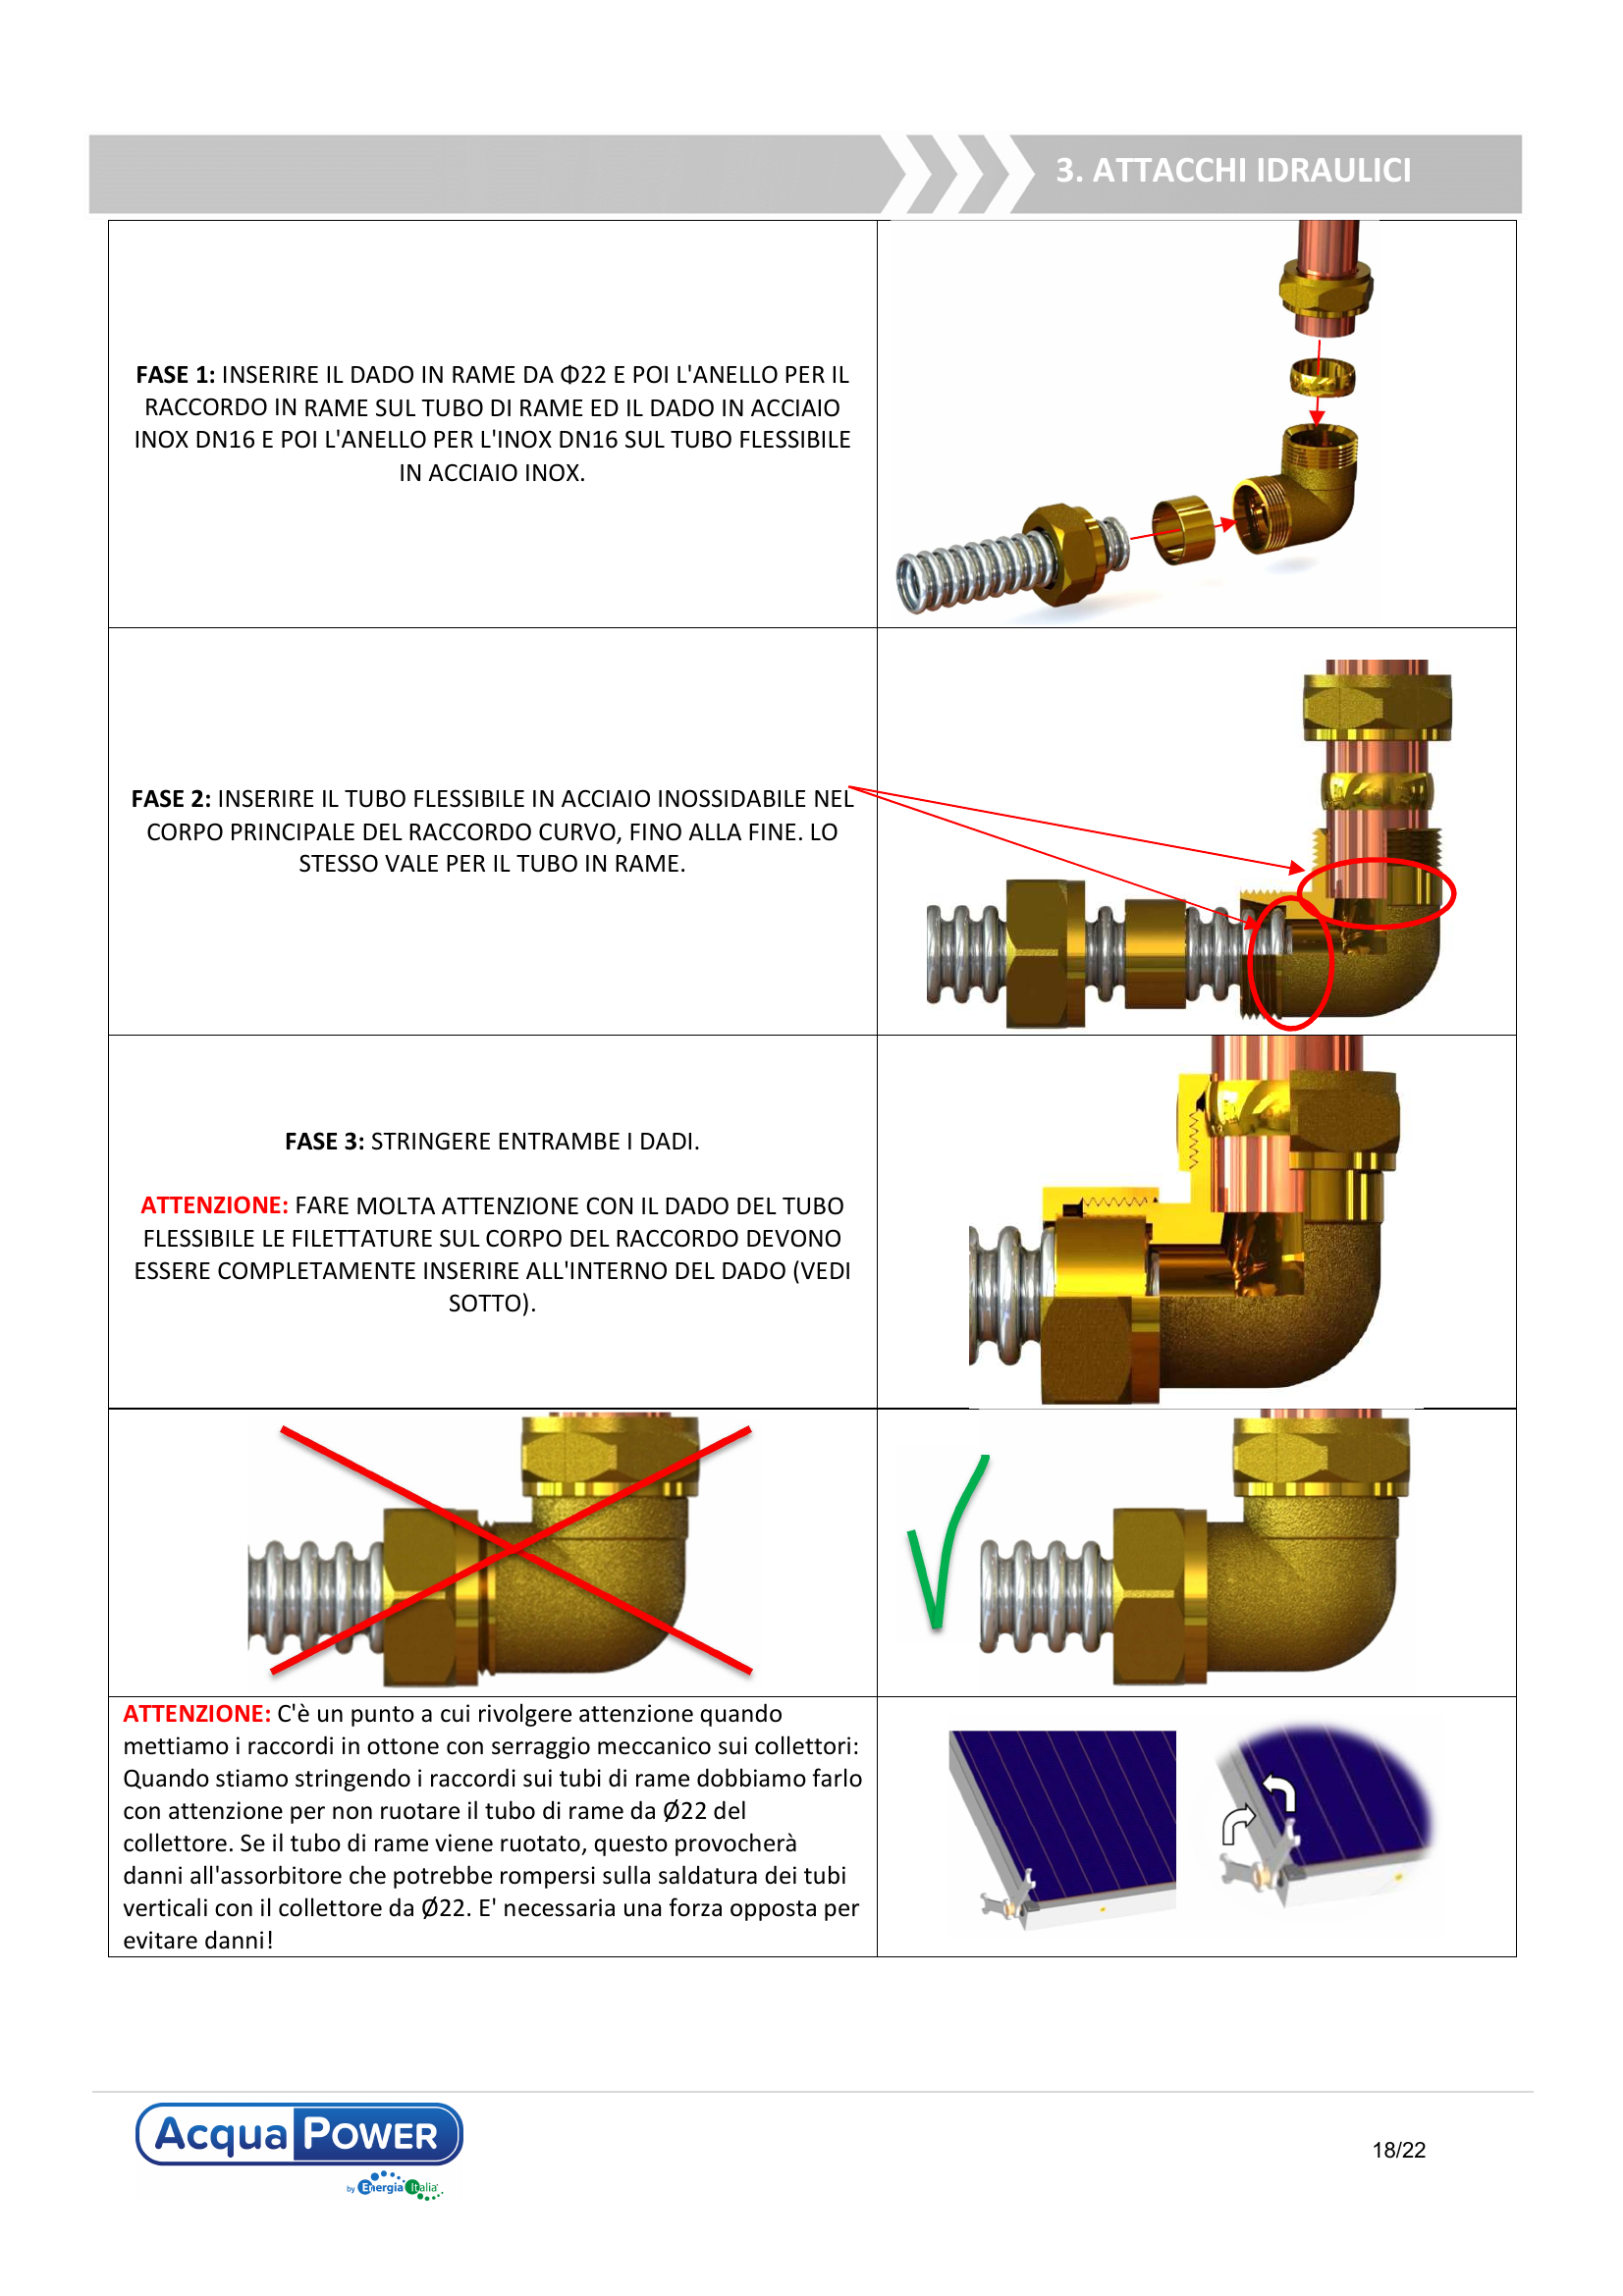 3. ATTACCHI IDRAULICI
FASE 1: INSERIRE IL DADO IN RAME DA Φ22 E POI L'ANELLO PER IL
RACCORDO IN RAME SUL TUBO DI RAME ED IL DADO IN ACCIAIO
INOX DN16 E POI L'ANELLO PER L'INOX DN16 SUL TUBO FLESSIBILE
IN ACCIAIO INOX.
FASE 2: INSERIRE IL TUBO FLESSIBILE IN ACCIAIO INOSSIDABILE NEL
CORPO PRINCIPALE DEL RACCORDO CURVO, FINO ALLA FINE. LO
STESSO VALE PER IL TUBO IN RAME.
FASE 3: STRINGERE ENTRAMBE I DADI.
ATTENZIONE: FARE MOLTA ATTENZIONE CON IL DADO DEL TUBO
FLESSIBILE LE FILETTATURE SUL CORPO DEL RACCORDO DEVONO
ESSERE COMPLETAMENTE INSERIRE ALL'INTERNO DEL DADO (VEDI
SOTTO).
ATTENZIONE: C'è un punto a cui rivolgere attenzione quando
mettiamo i raccordi in ottone con serraggio meccanico sui collettori:
Quando stiamo stringendo i raccordi sui tubi di rame dobbiamo farlo
con attenzione per non ruotare il tubo di rame da Ø22 del
collettore. Se il tubo di rame viene ruotato, questo provocherà
danni all'assorbitore che potrebbe rompersi sulla saldatura dei tubi
verticali con il collettore da Ø22. E' necessaria una forza opposta per
evitare danni!
Acqua POWER
by Energia Italia
18/22